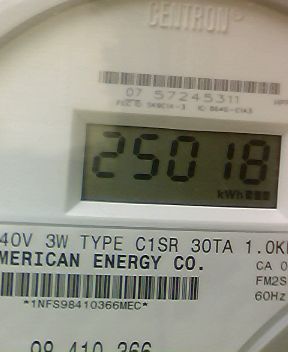 CENTRON®
07 57245311
25018
kWh
40V 3W TYPE C1SR 30TA 1.0K
MERICAN ENERGY CO.
CA 0
FM2S
60Hz
*1NFS98410366MEC*
98 410 366